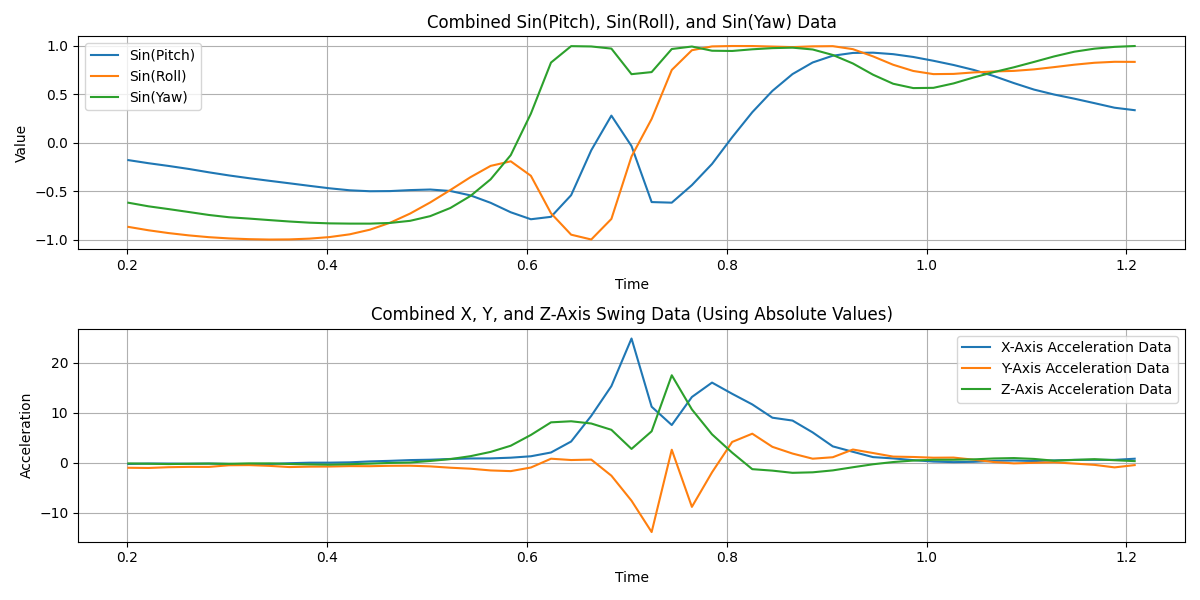 Combined Sin(Pitch), Sin(Roll), and Sin(Yaw) Data
Value
1.0
0.5
0.0
−0.5
−1.0
Sin(Pitch)
Sin(Roll)
Sin(Yaw)
0.2 0.4 0.6 0.8 1.0 1.2
Time
Combined X, Y, and Z-Axis Swing Data (Using Absolute Values)
Acceleration
20
10
0
−10
X-Axis Acceleration Data
Y-Axis Acceleration Data
Z-Axis Acceleration Data
0.2 0.4 0.6 0.8 1.0 1.2
Time